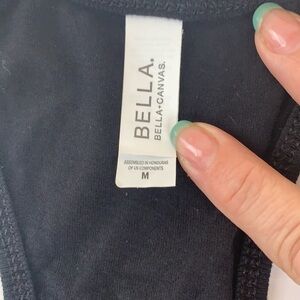 BELLA.
BELLA+CANVAS.
ASSEMBLED IN HONDURAS
OF US COMPONENTS
M